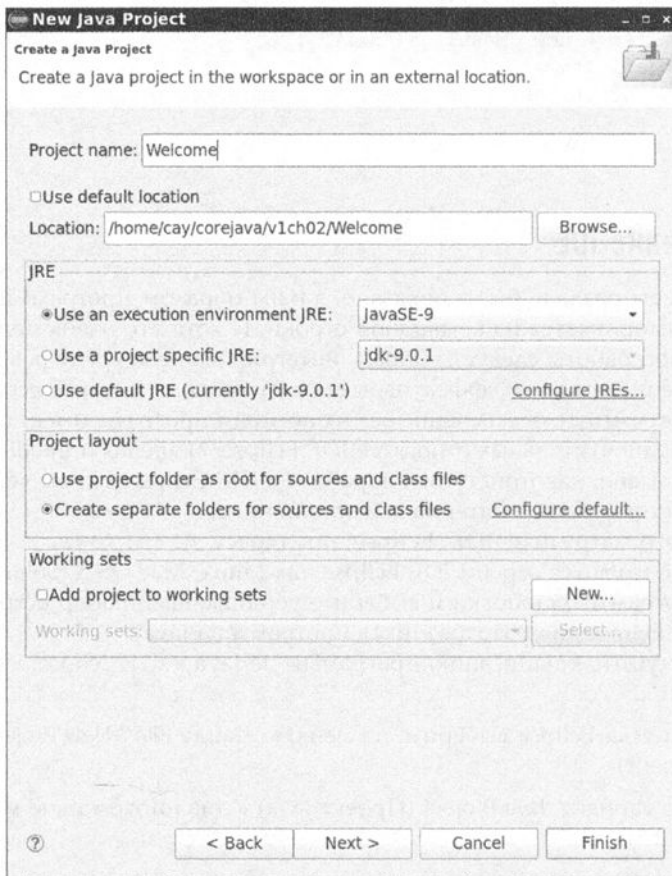 New Java Project
Create a Java Project
Create a Java project in the workspace or in an external location.
Project name: Welcome
Use default location
Location: /home/cay/corejava/v1ch02/Welcome Browse...
JRE
Use an execution environment JRE: JavaSE-9
Use a project specific JRE: jdk-9.0.1
Use default JRE (currently 'jdk-9.0.1') Configure JREs...
Project layout
Use project folder as root for sources and class files
Create separate folders for sources and class files Configure default...
Working sets
Add project to working sets New...
Working sets: Select...
? < Back Next > Cancel Finish